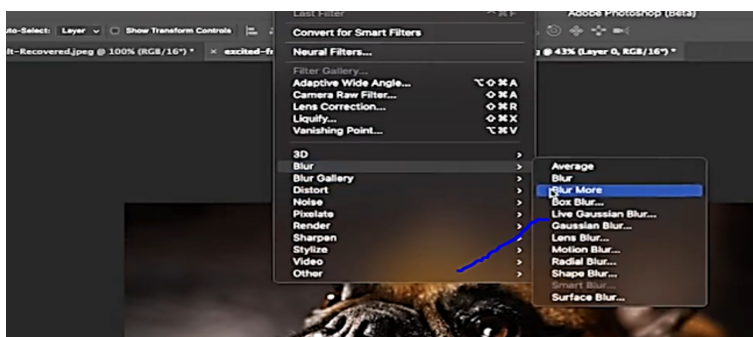 Last Filter ^⌘F
Adobe Photoshop (Beta)
uto-Select: Layer Show Transform Controls
Convert for Smart Filters
lt-Recovered.jpeg @ 100% (RGB/16*) * × excited-fr
Neural Filters...
g @ 43% (Layer 0, RGB/16*) *
Filter Gallery...
Adaptive Wide Angle... ⌥⇧⌘A
Camera Raw Filter... ⇧⌘A
Lens Correction... ⇧⌘R
Liquify... ⇧⌘X
Vanishing Point... ⌥⌘V
3D >
Blur >
Blur Gallery >
Distort >
Noise >
Pixelate >
Render >
Sharpen >
Stylize >
Video >
Other >
Average
Blur
Blur More
Box Blur...
Live Gaussian Blur...
Gaussian Blur...
Lens Blur...
Motion Blur...
Radial Blur...
Shape Blur...
Smart Blur...
Surface Blur...